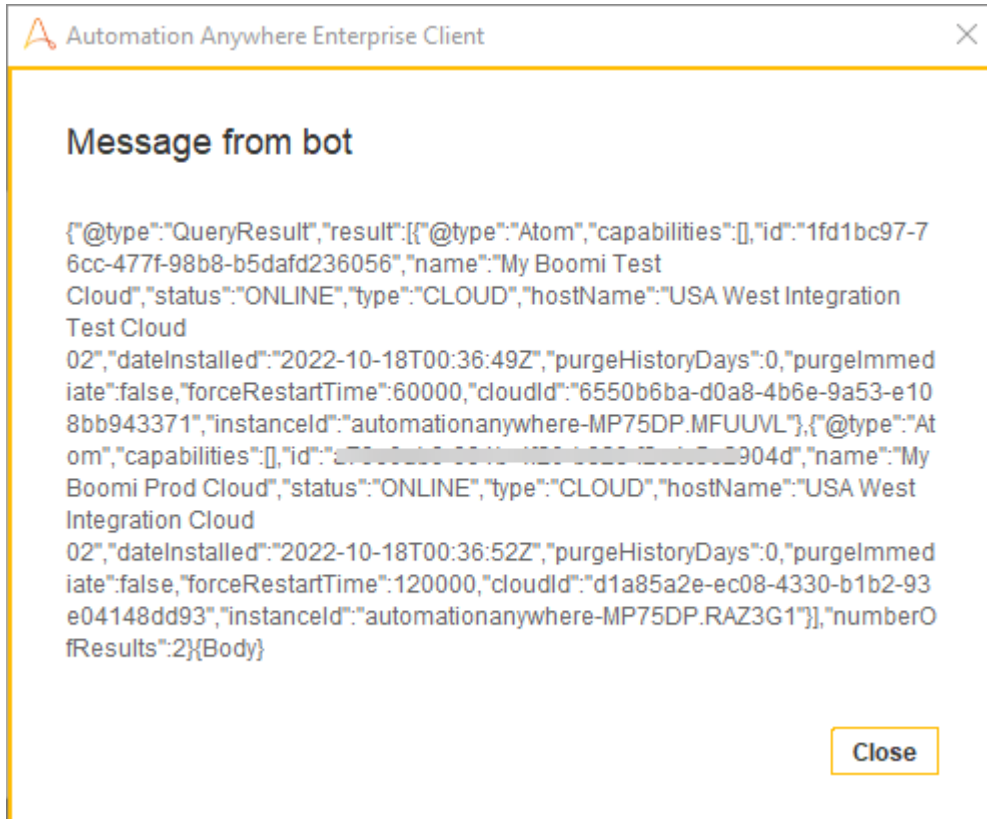 Automation Anywhere Enterprise Client
Message from bot
{"@type":"QueryResult","result":[{"@type":"Atom","capabilities":[],"id":"1fd1bc97-7
6cc-477f-98b8-b5dafd236056","name":"My Boomi Test
Cloud","status":"ONLINE","type":"CLOUD","hostName":"USA West Integration
Test Cloud
02","dateInstalled":"2022-10-18T00:36:49Z","purgeHistoryDays":0,"purgeImmed
iate":false,"forceRestartTime":60000,"cloudId":"6550b6ba-d0a8-4b6e-9a53-e10
8bb943371","instanceId":"automationanywhere-MP75DP.MFUUVL"},{"@type":"At
om","capabilities":[],"id":"904d","name":"My
Boomi Prod Cloud","status":"ONLINE","type":"CLOUD","hostName":"USA West
Integration Cloud
02","dateInstalled":"2022-10-18T00:36:52Z","purgeHistoryDays":0,"purgeImmed
iate":false,"forceRestartTime":120000,"cloudId":"d1a85a2e-ec08-4330-b1b2-93
e04148dd93","instanceId":"automationanywhere-MP75DP.RAZ3G1"}],"numberO
fResults":2}{Body}
Close